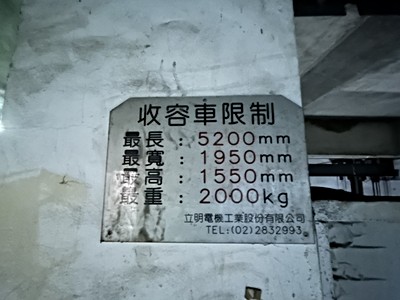 收容車限制
最長：5200mm
最寬：1950mm
最高：1550mm
最重：2000kg
立明電機工業股份有限公司
TEL:(02)2832993